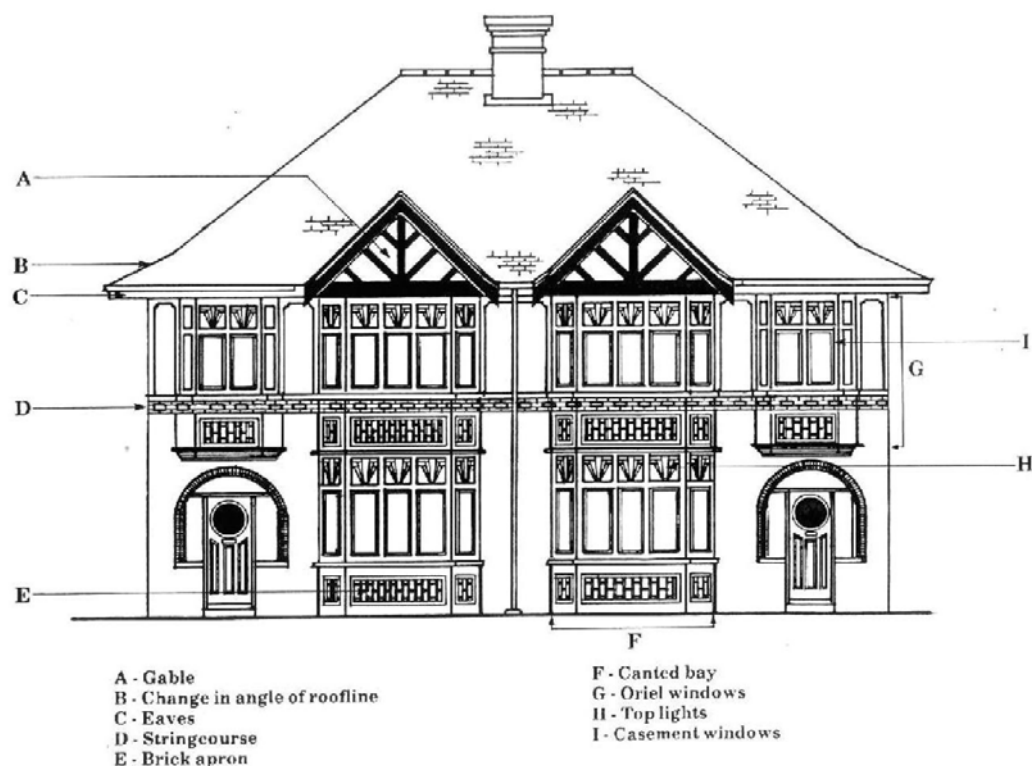 A
B
C
D
E
F
G
H
I
A - Gable
B - Change in angle of roofline
C - Eaves
D - Stringcourse
E - Brick apron
F - Canted bay
G - Oriel windows
H - Top lights
I - Casement windows